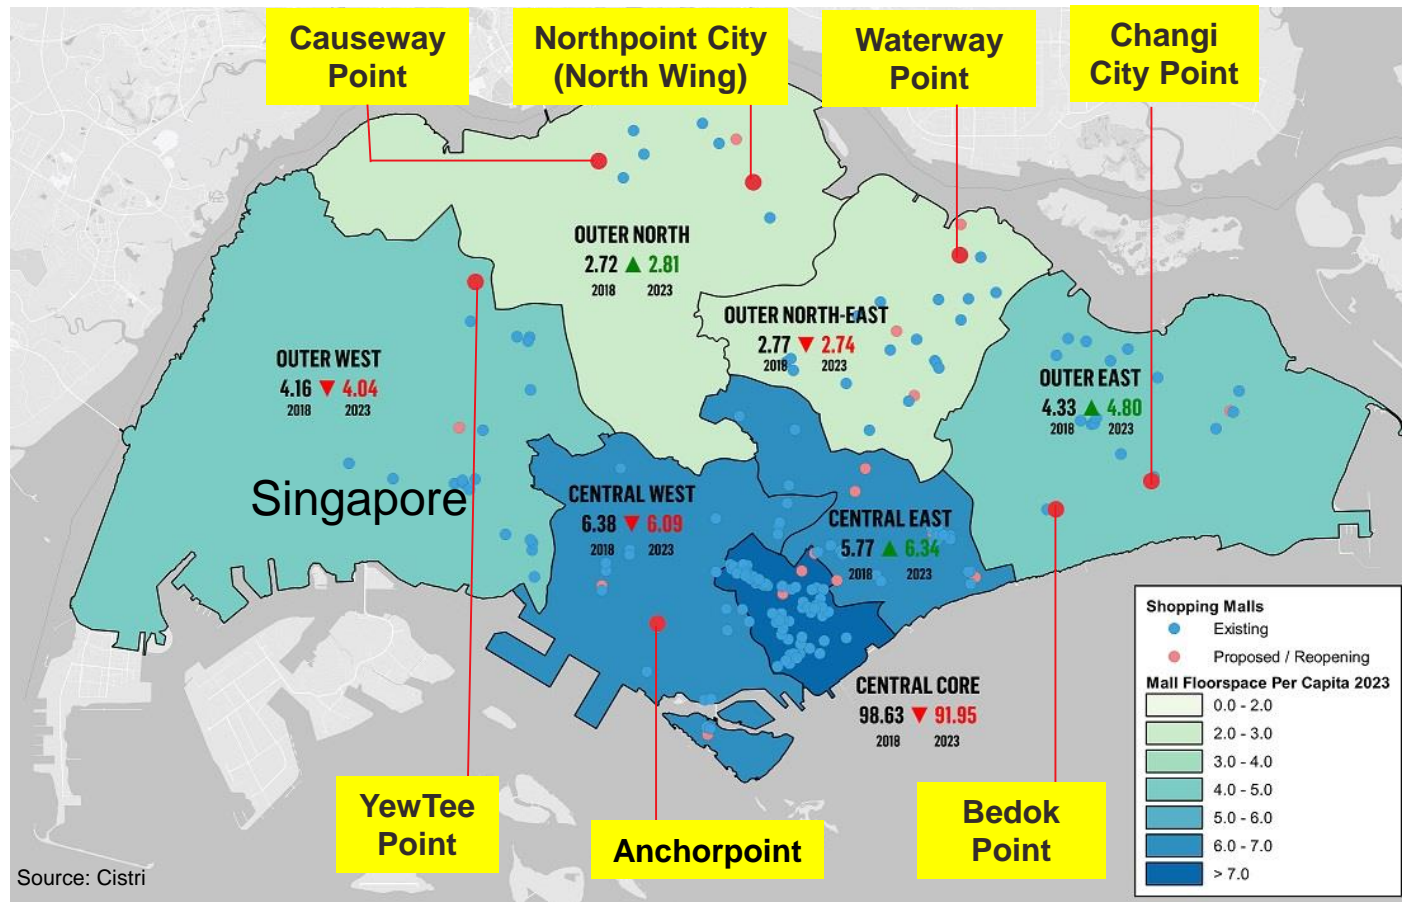 Causeway
Point
Northpoint City
(North Wing)
Waterway
Point
Changi
City Point
OUTER NORTH
2.72 ▲ 2.81
2018 2023
OUTER NORTH-EAST
2.77 ▼ 2.74
2018 2023
OUTER WEST
4.16 ▼ 4.04
2018 2023
OUTER EAST
4.33 ▲ 4.80
2018 2023
Singapore
CENTRAL WEST
6.38 ▼ 6.09
2018 2023
CENTRAL EAST
5.77 ▲ 6.34
2018 2023
CENTRAL CORE
98.63 ▼ 91.95
2018 2023
YewTee
Point
Anchorpoint
Bedok
Point
Shopping Malls
Existing
Proposed / Reopening
Mall Floorspace Per Capita 2023
0.0 - 2.0
2.0 - 3.0
3.0 - 4.0
4.0 - 5.0
5.0 - 6.0
6.0 - 7.0
> 7.0
Source: Cistri